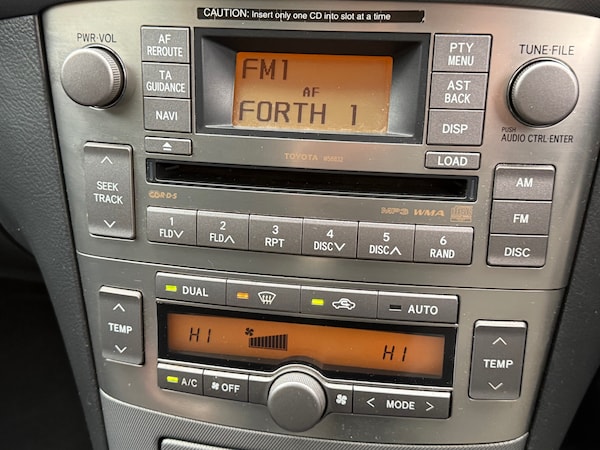 CAUTION: Insert only one CD into slot at a time
PWR·VOL
AF REROUTE
TA GUIDANCE
NAVI
FM1
AF
FORTH 1
PTY MENU
AST BACK
DISP
TUNE·FILE
PUSH
AUDIO CTRL·ENTER
TOYOTA
LOAD
SEEK TRACK
R·D·S
MP3 WMA
AM
FM
DISC
1 FLD
2 FLD
3 RPT
4 DISC
5 DISC
6 RAND
DUAL
AUTO
TEMP
HI
HI
TEMP
A/C
OFF
MODE